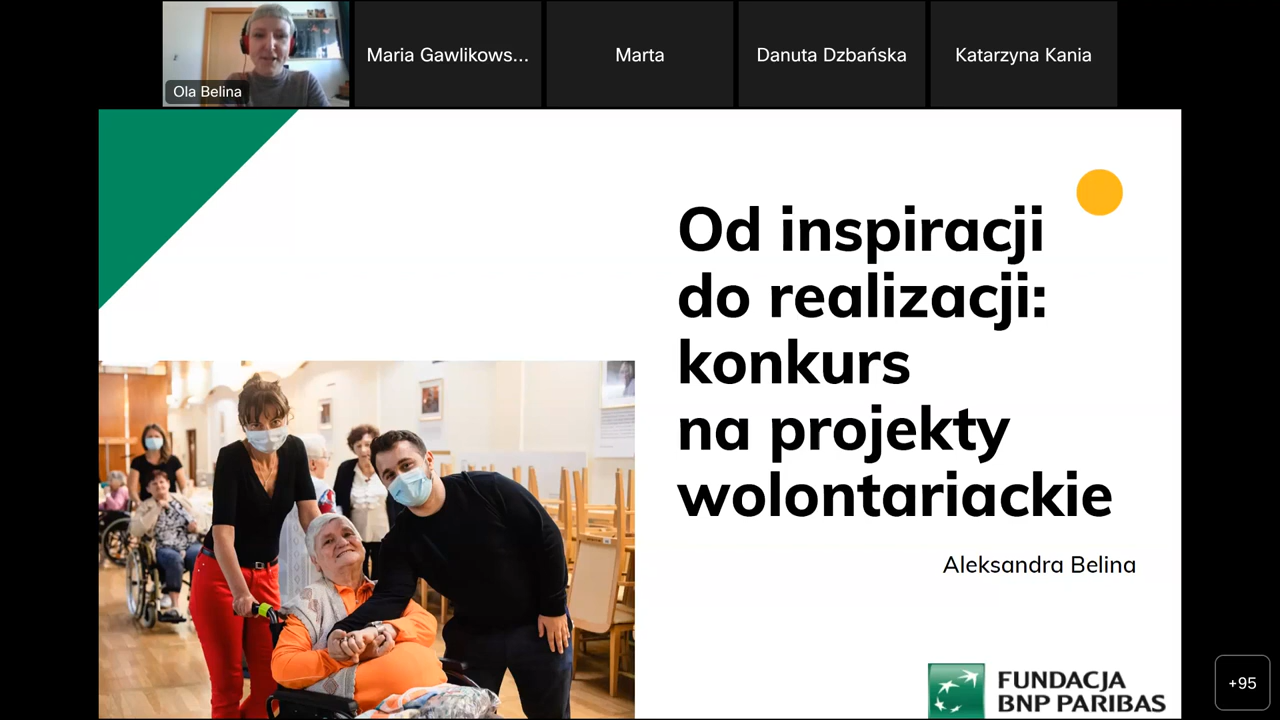 Ola Belina
Maria Gawlikows...
Marta
Danuta Dzbańska
Katarzyna Kania
Od inspiracji
do realizacji:
konkurs
na projekty
wolontariackie
Aleksandra Belina
FUNDACJA
BNP PARIBAS
+95